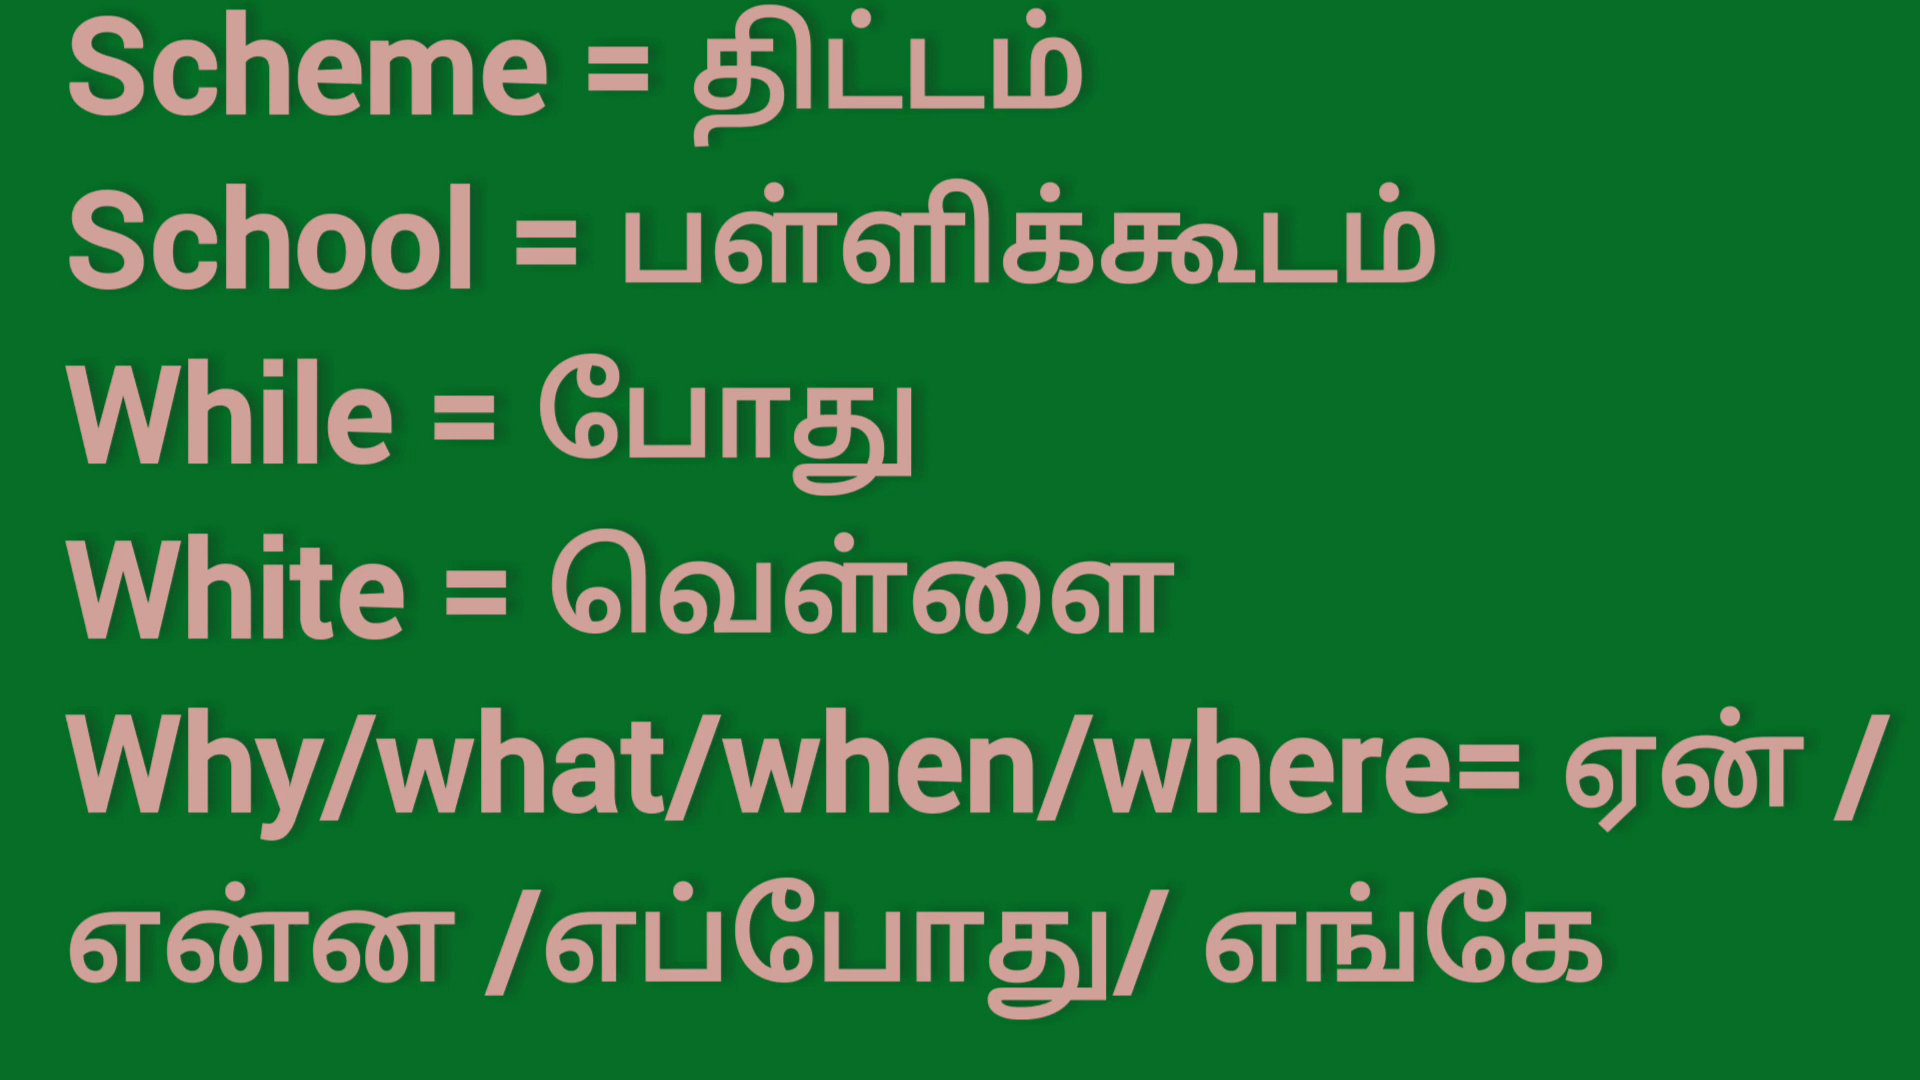 Scheme = திட்டம்
School = பள்ளிக்கூடம்
While = போது
White = வெள்ளை
Why/what/when/where= ஏன் /
என்ன /எப்போது/ எங்கே